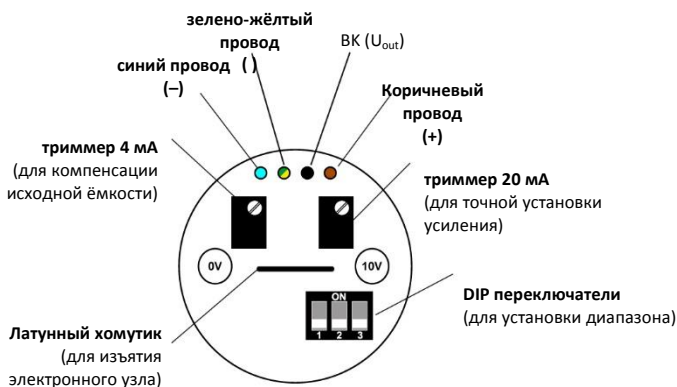 зелено-жёлтый
провод
( )
BK (Uout)
синий провод
(–)
Коричневый
провод
(+)
триммер 4 мА
(для компенсации
исходной ёмкости)
триммер 20 мА
(для точной установки
усиления)
0V
10V
ON
1 2 3
DIP переключатели
(для установки диапазона)
Латунный хомутик
(для изъятия
электронного узла)